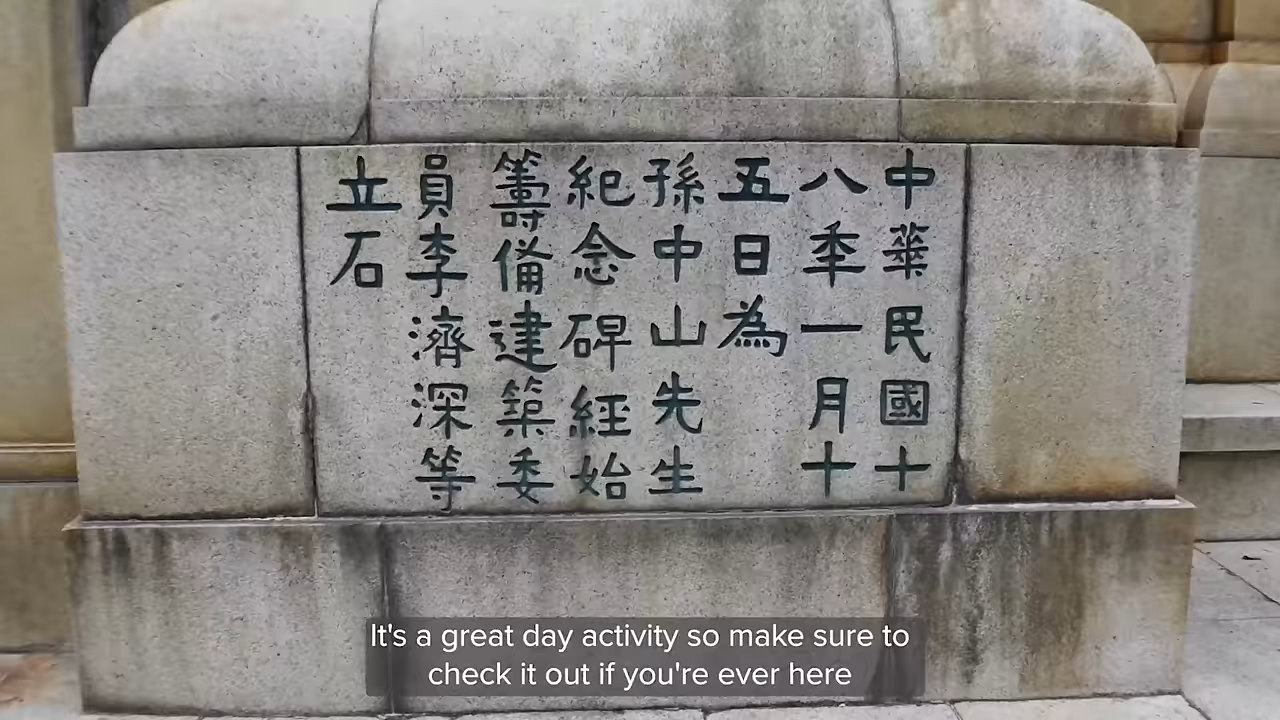 中華民國十
八秊一月十
五日為
孫中山先生
紀念碑經始
籌備建築委
員李濟深等
立石
It's a great day activity so make sure to
check it out if you're ever here